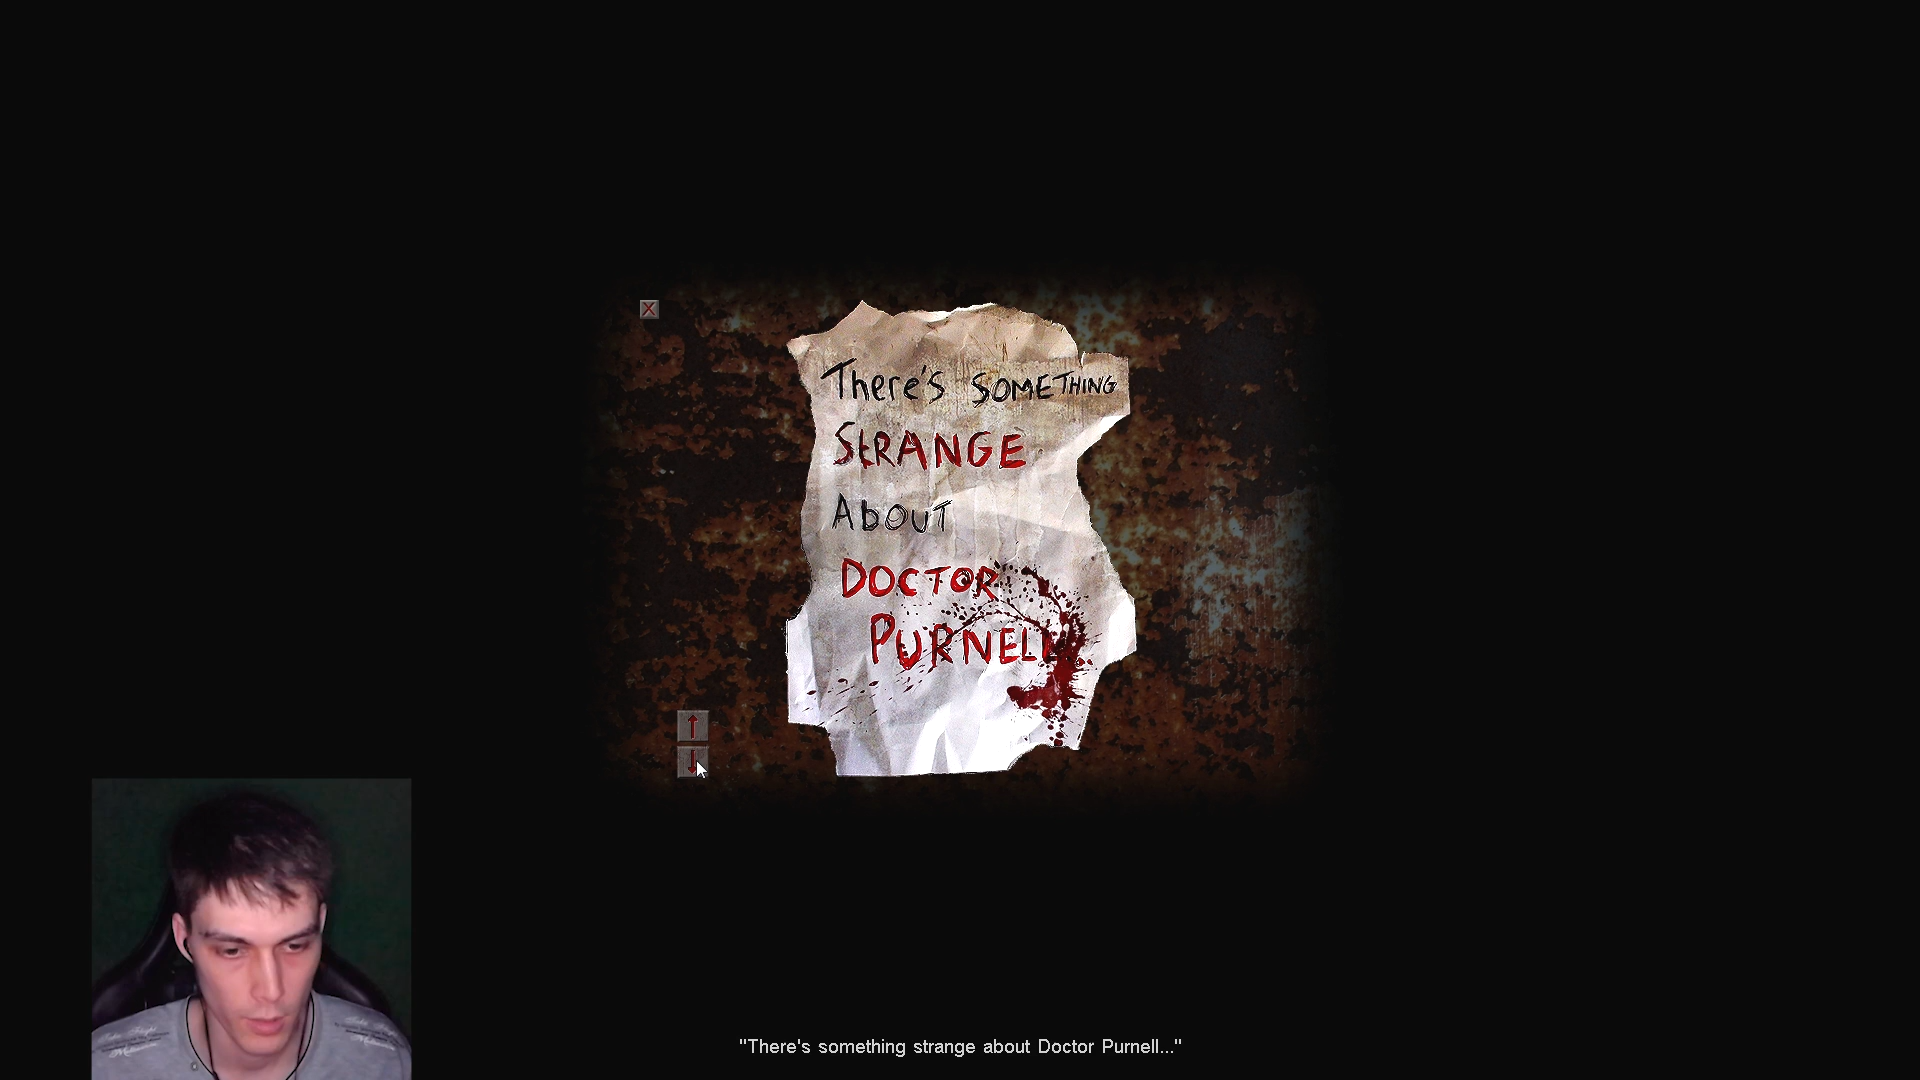 There's SOMETHING
STRANGE
About
DOCTOR
PURNELL
"There's something strange about Doctor Purnell..."